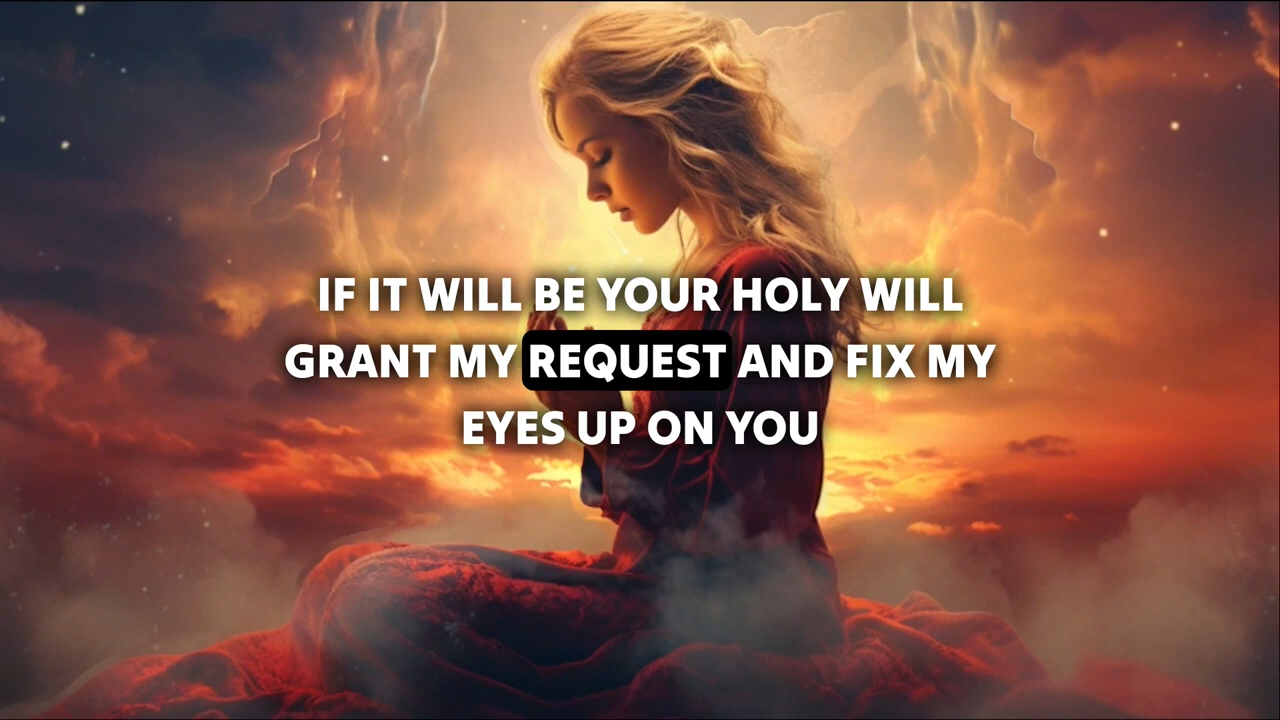 IF IT WILL BE YOUR HOLY WILL
GRANT MY REQUEST AND FIX MY
EYES UP ON YOU